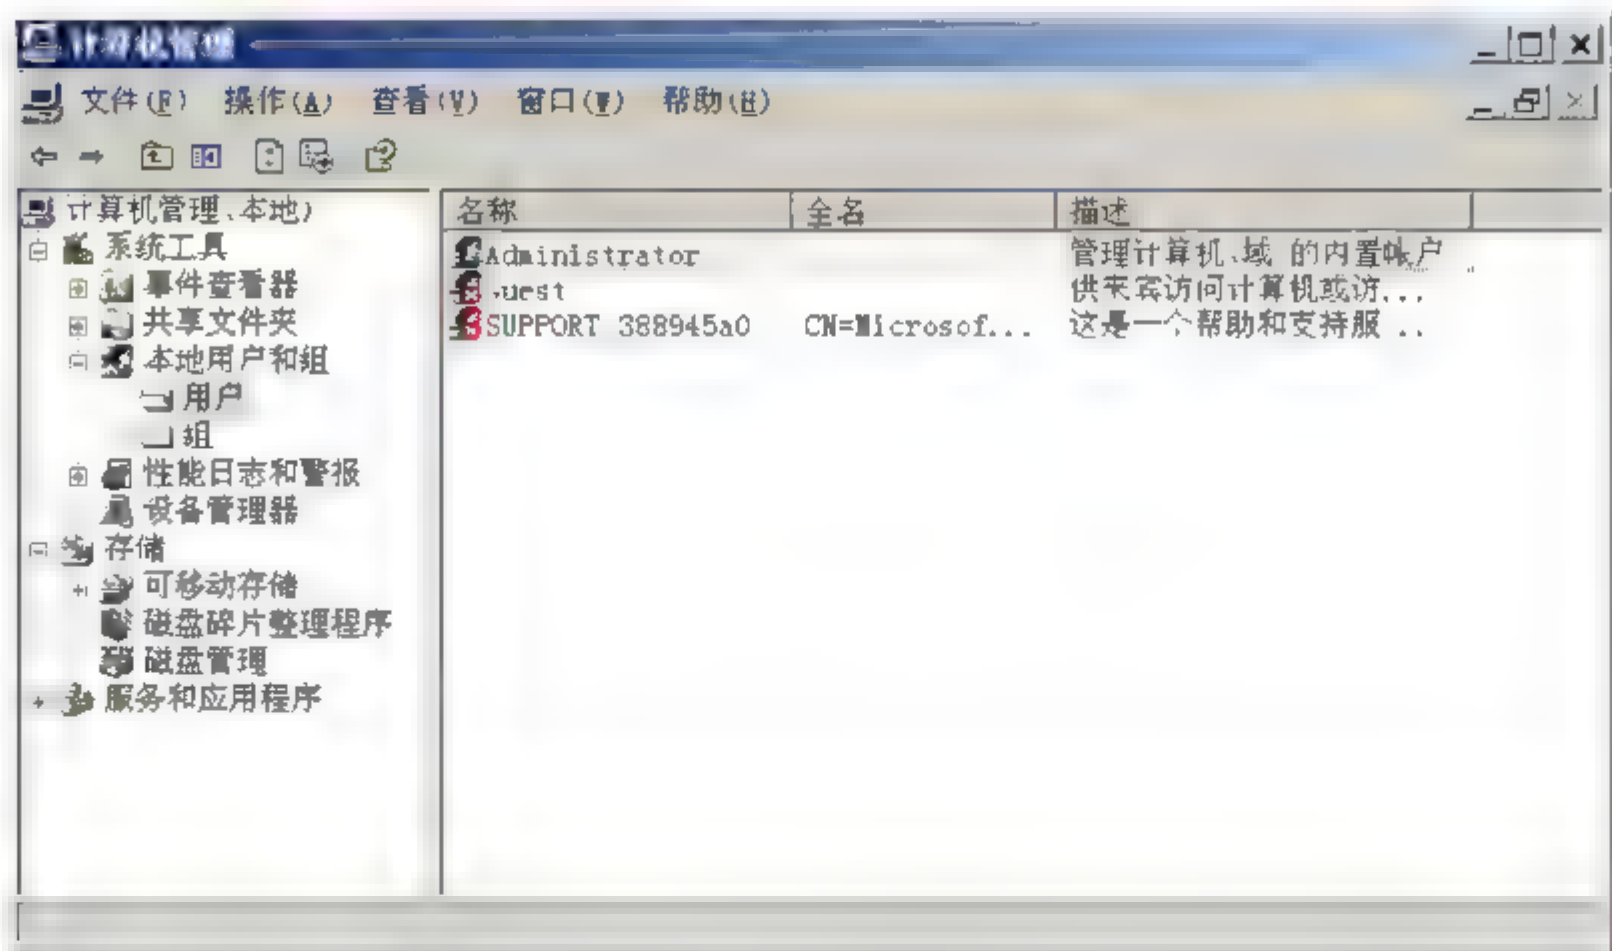 计算机管理
文件(F) 操作(A) 查看(V) 窗口(W) 帮助(H)
计算机管理(本地)
系统工具
事件查看器
共享文件夹
本地用户和组
用户
组
性能日志和警报
设备管理器
存储
可移动存储
磁盘碎片整理程序
磁盘管理
服务和应用程序
名称 全名 描述
Administrator 管理计算机(域)的内置帐户
uest 供来宾访问计算机或访...
SUPPORT_388945a0 CN=Microsof... 这是一个帮助和支持服...